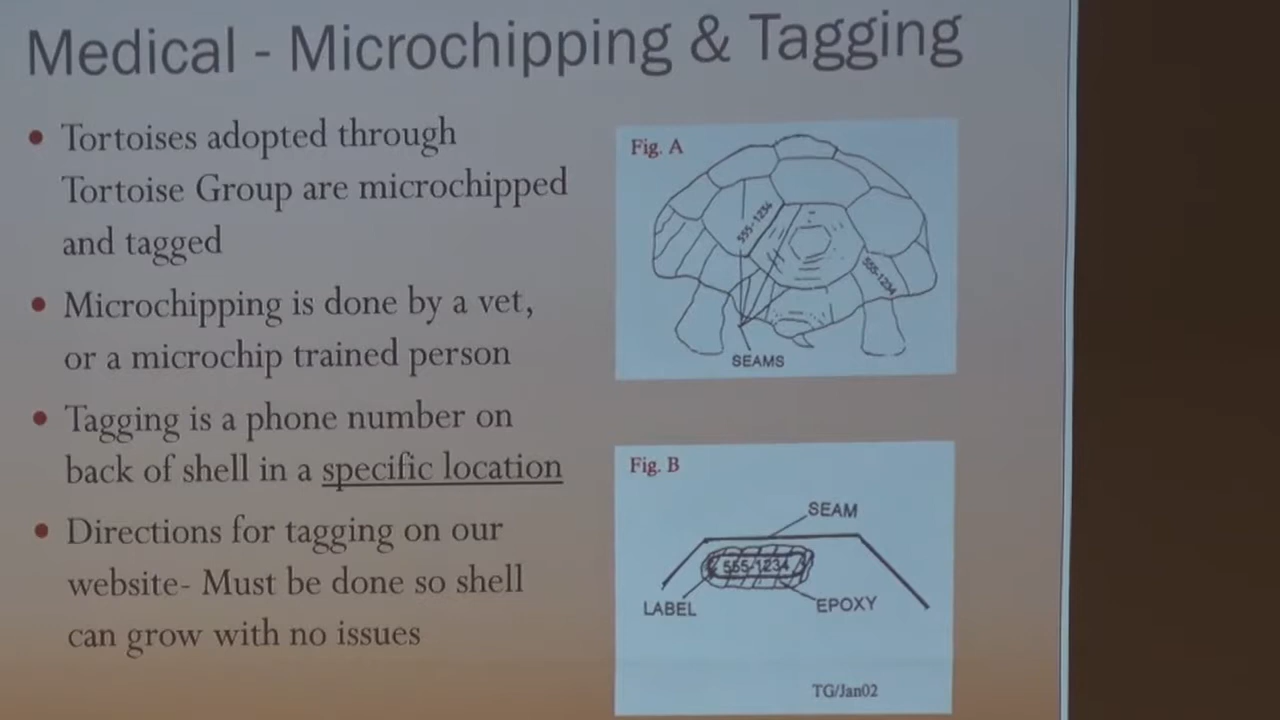 Medical - Microchipping & Tagging
• Tortoises adopted through
Tortoise Group are microchipped
and tagged
• Microchipping is done by a vet,
or a microchip trained person
• Tagging is a phone number on
back of shell in a specific location
• Directions for tagging on our
website- Must be done so shell
can grow with no issues
Fig. A
555-1234
555-1234
SEAMS
Fig. B
SEAM
555-1234
LABEL
EPOXY
TG/Jan02